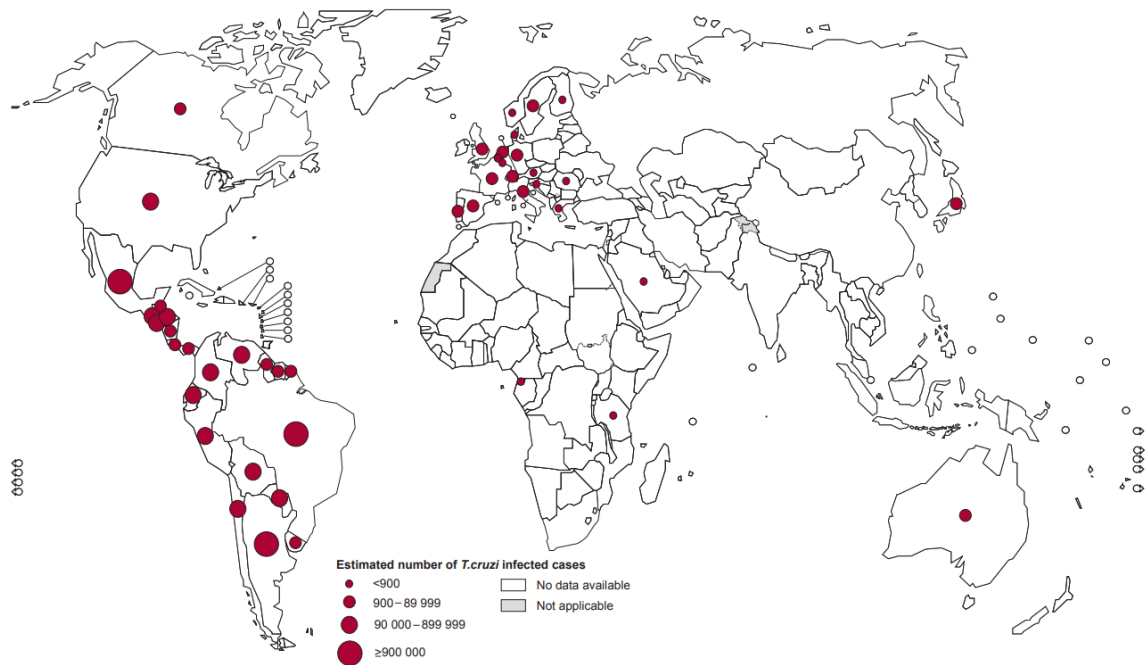 Estimated number of T.cruzi infected cases
<900
900–89 999
90 000–899 999
≥900 000
No data available
Not applicable